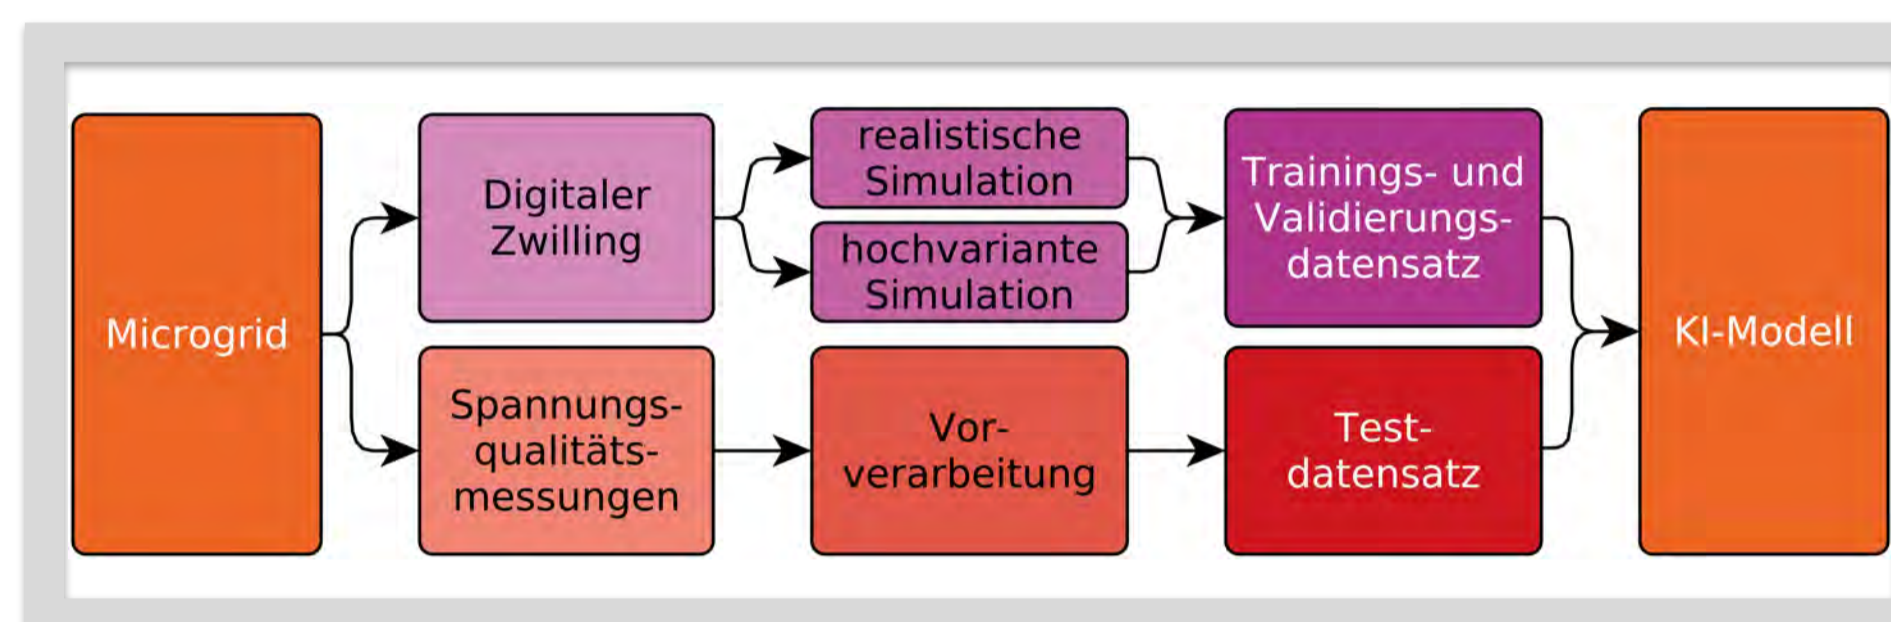 Microgrid
Digitaler
Zwilling
realistische
Simulation
hochvariante
Simulation
Trainings- und
Validierungs-
datensatz
Spannungs-
qualitäts-
messungen
Vor-
verarbeitung
Test-
datensatz
KI-Modell